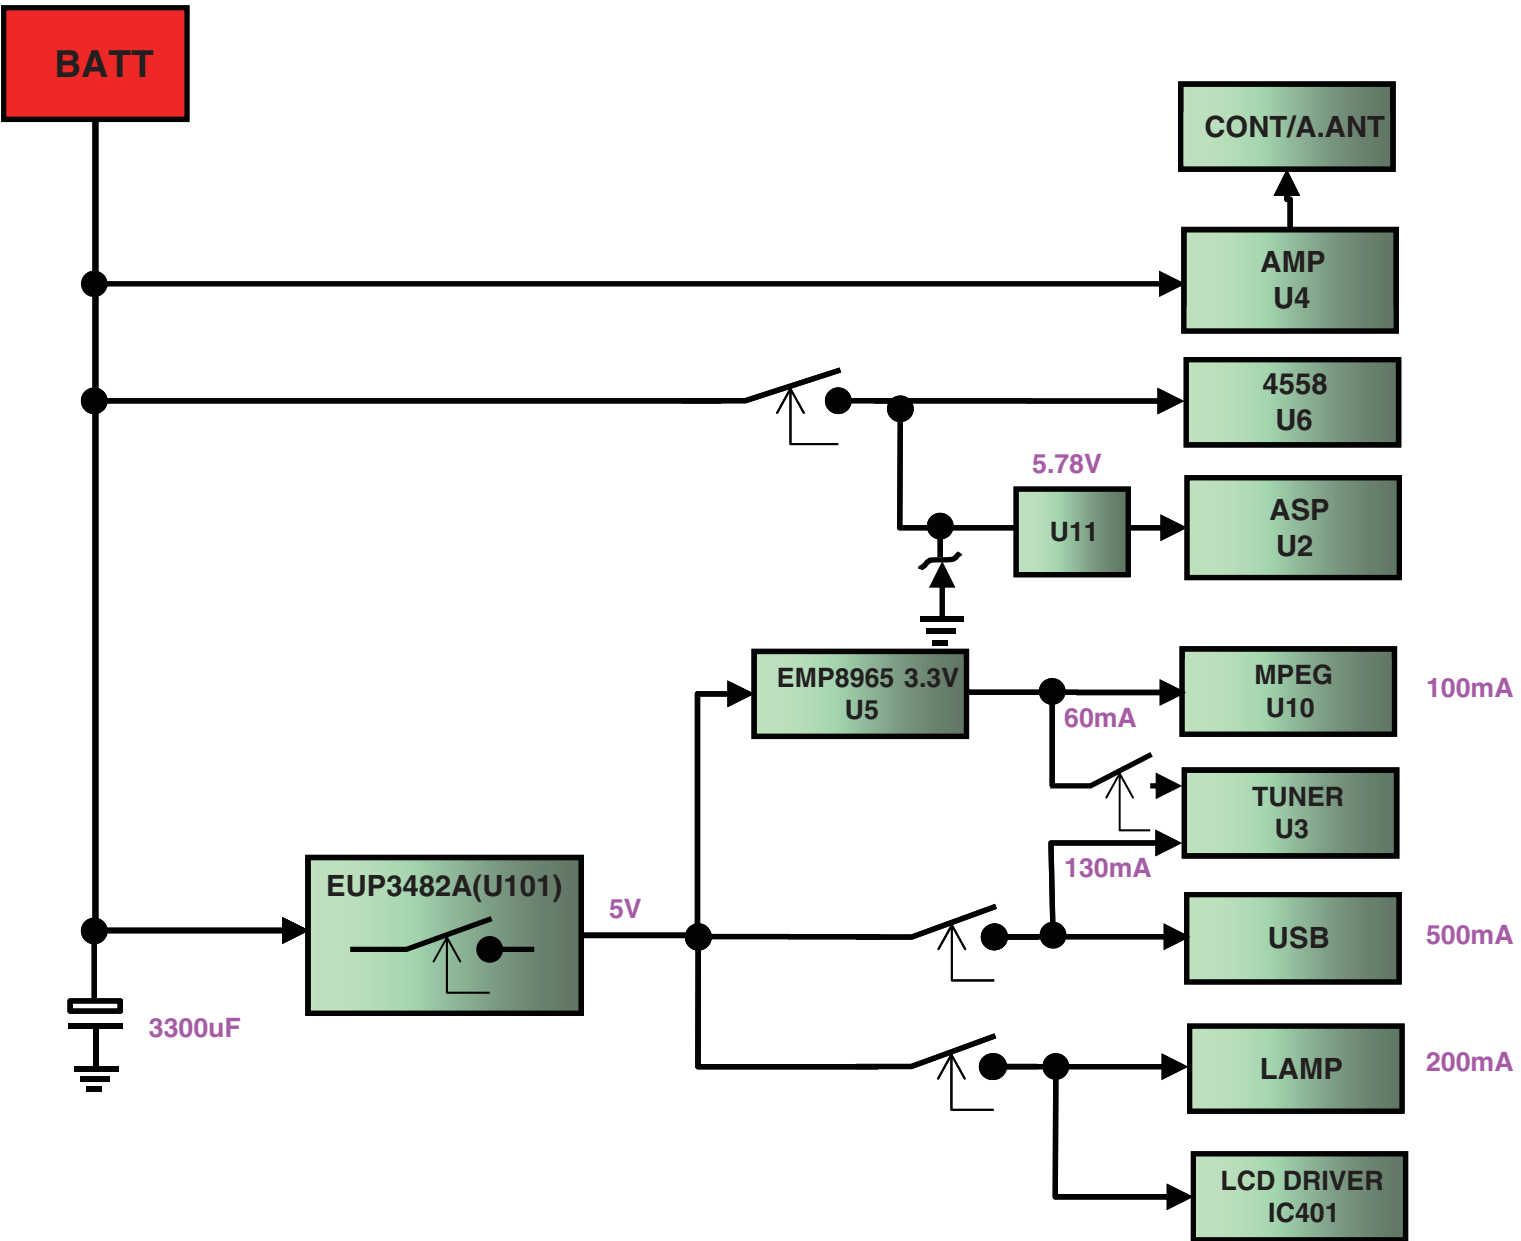 BATT
CONT/A.ANT
AMP
U4
4558
U6
5.78V
U11
ASP
U2
EMP8965 3.3V
U5
60mA
MPEG
U10
100mA
TUNER
U3
130mA
EUP3482A(U101)
5V
USB
500mA
3300uF
LAMP
200mA
LCD DRIVER
IC401